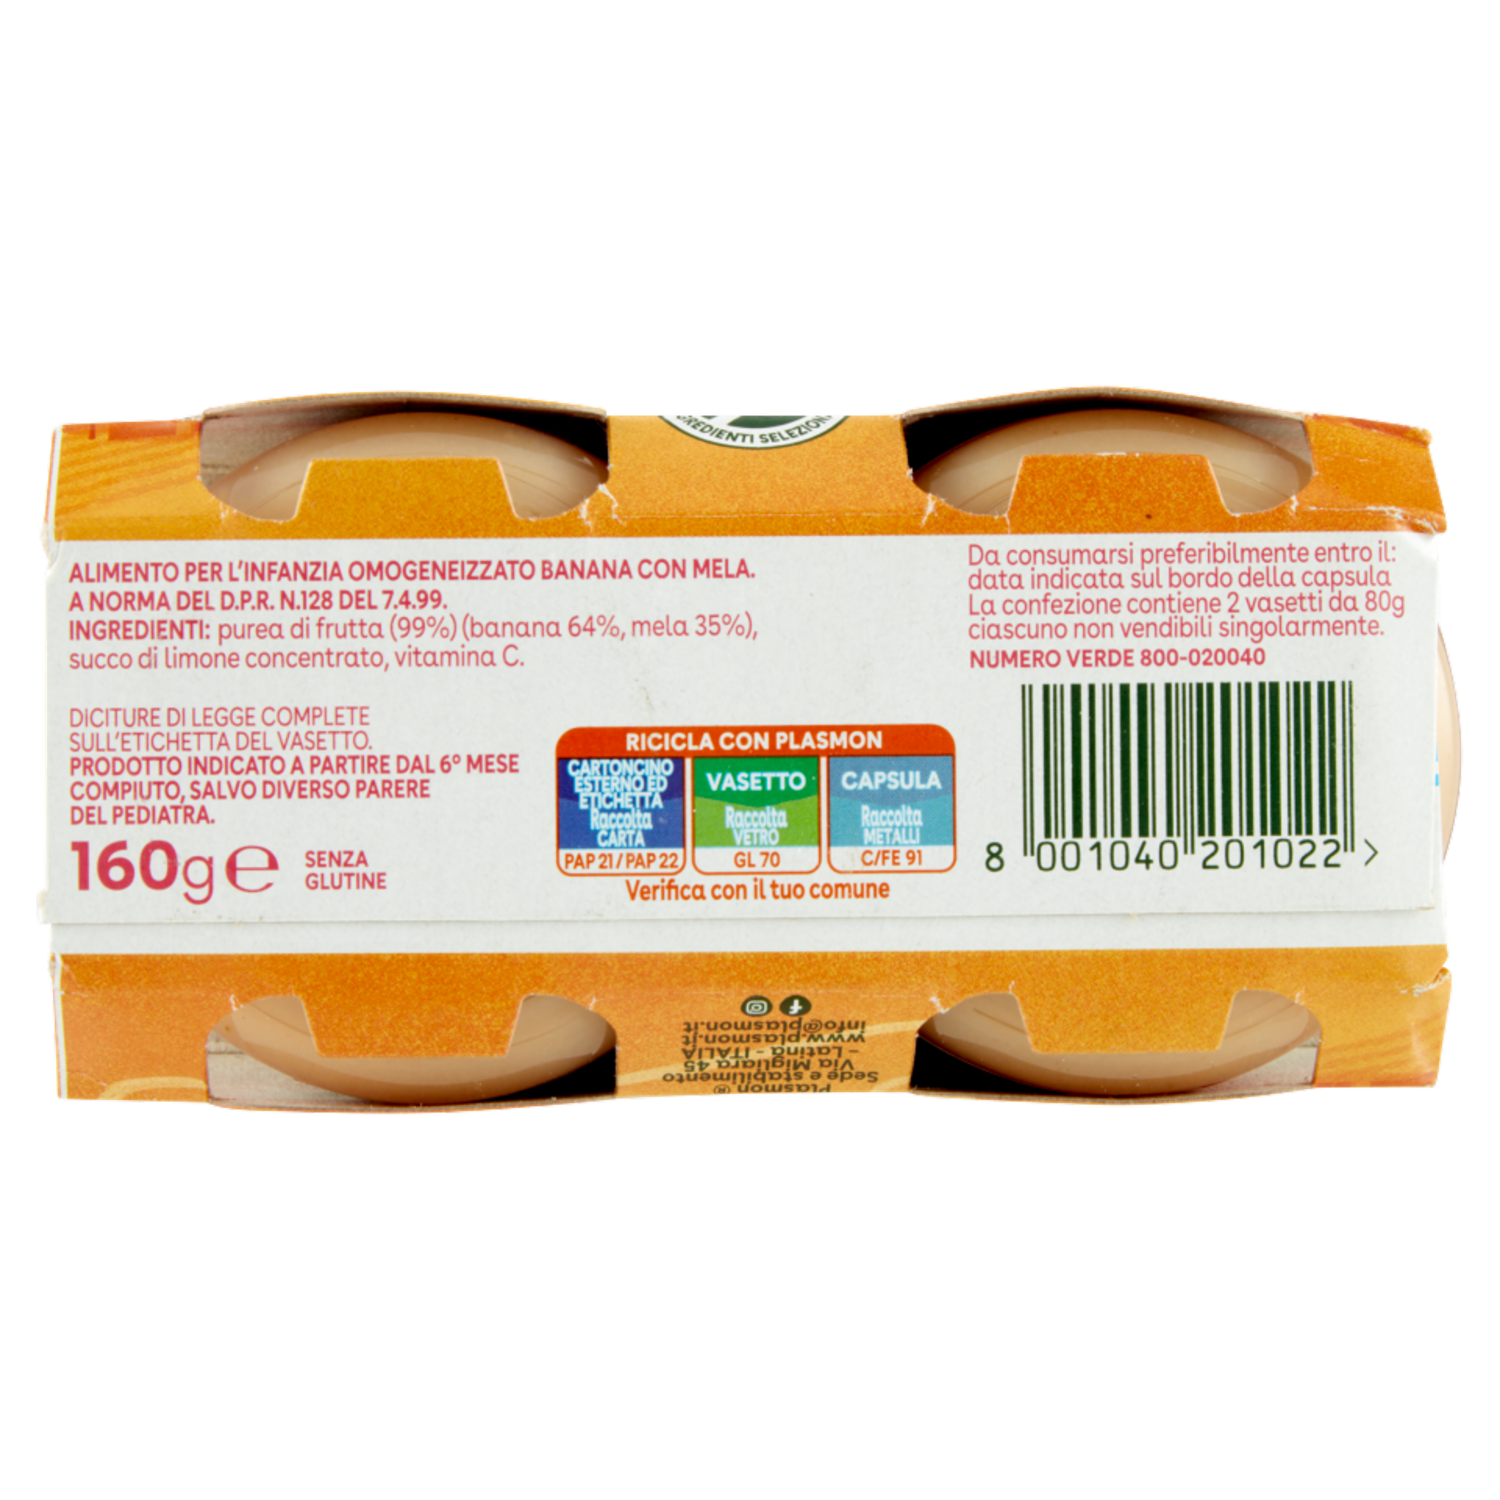 INGREDIENTI SELEZION
ALIMENTO PER L'INFANZIA OMOGENEIZZATO BANANA CON MELA.
A NORMA DEL D.P.R. N.128 DEL 7.4.99.
INGREDIENTI: purea di frutta (99%) (banana 64%, mela 35%),
succo di limone concentrato, vitamina C.
DICITURE DI LEGGE COMPLETE
SULL'ETICHETTA DEL VASETTO.
PRODOTTO INDICATO A PARTIRE DAL 6° MESE
COMPIUTO, SALVO DIVERSO PARERE
DEL PEDIATRA.
160g e
SENZA
GLUTINE
RICICLA CON PLASMON
CARTONCINO
ESTERNO ED
ETICHETTA
Raccolta
CARTA
PAP 21 / PAP 22
VASETTO
Raccolta
VETRO
GL 70
CAPSULA
Raccolta
METALLI
C/FE 91
Verifica con il tuo comune
Da consumarsi preferibilmente entro il:
data indicata sul bordo della capsula
La confezione contiene 2 vasetti da 80g
ciascuno non vendibili singolarmente.
NUMERO VERDE 800-020040
8 001040 201022 >
Plasmon ®
Sede e stabilimento
Via Migliara 45
- Latina - ITALIA
www.plasmon.it
info@plasmon.it